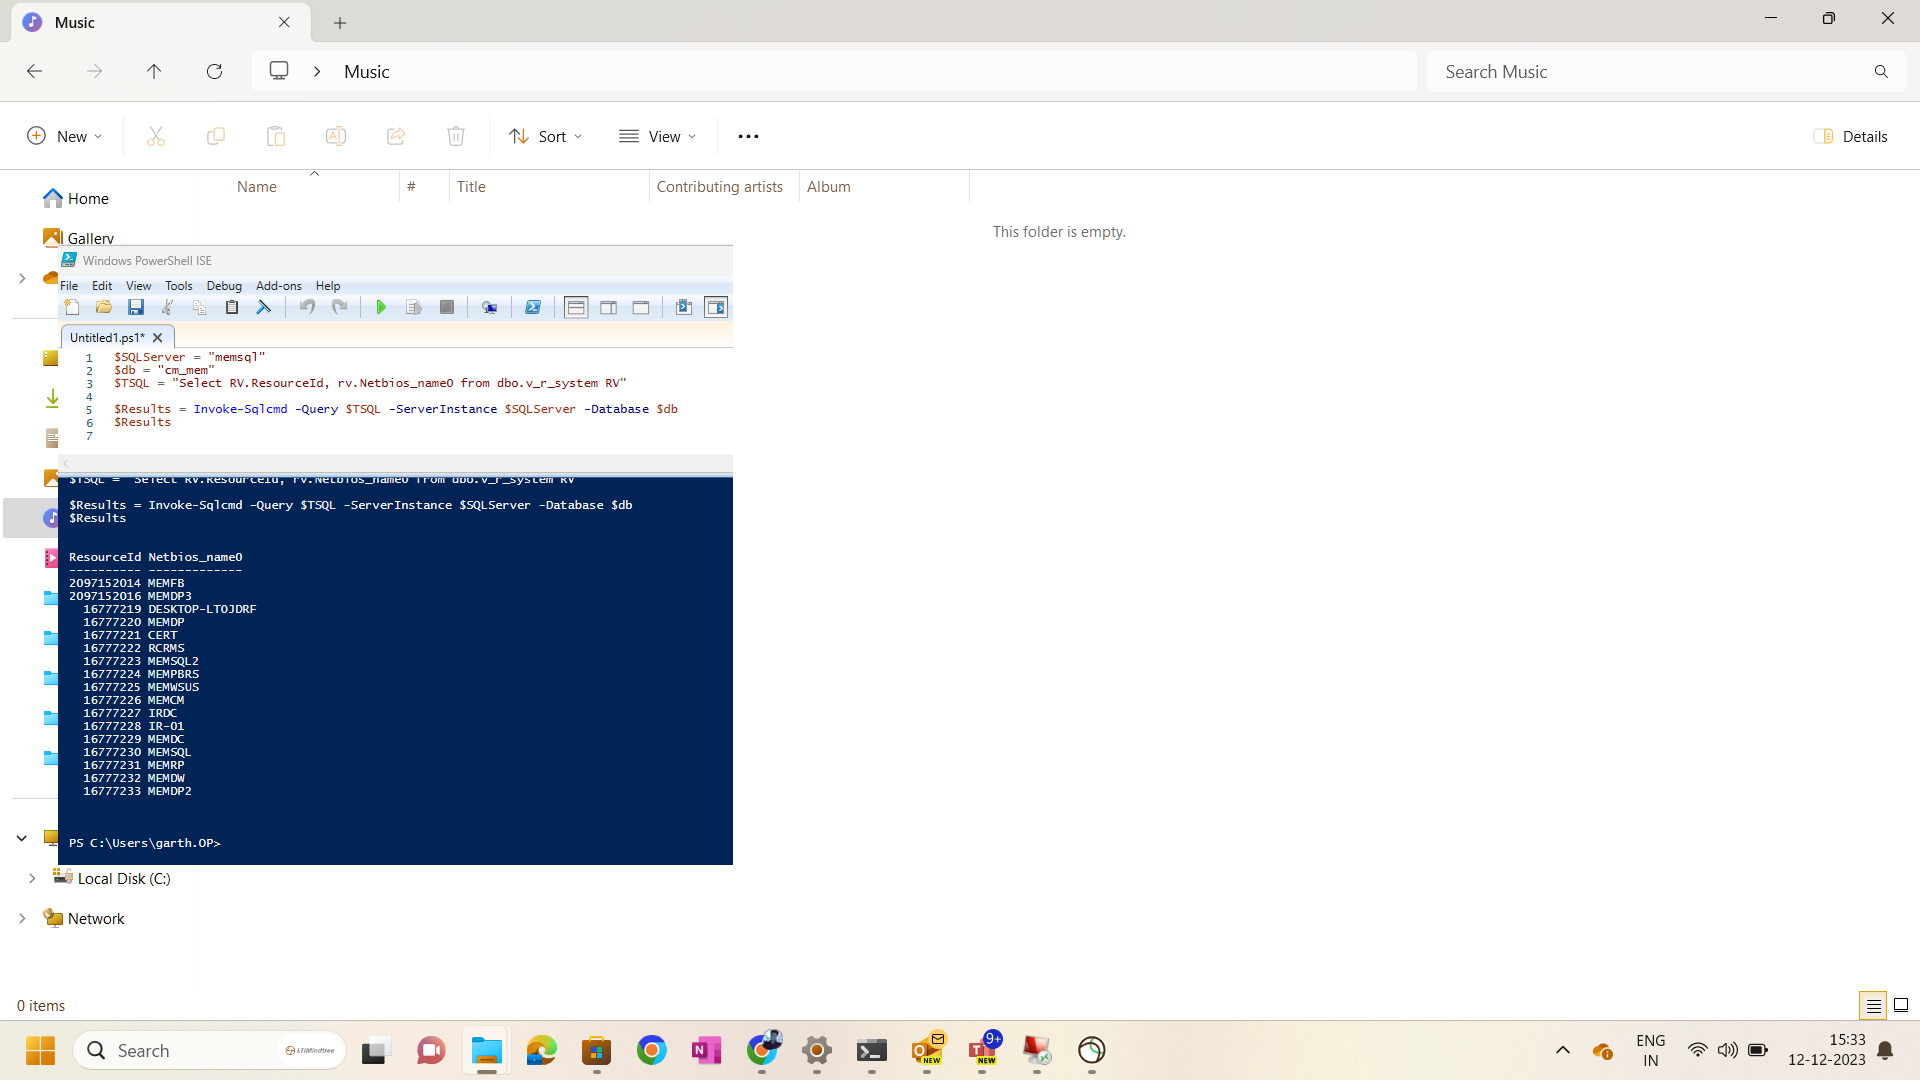 Music
Music
Search Music
New
Sort
View
Details
Name
#
Title
Contributing artists
Album
Home
Gallery
This folder is empty.
Windows PowerShell ISE
File Edit View Tools Debug Add-ons Help
Untitled1.ps1*
1 $SQLServer = "memsql"
2 $db = "cm_mem"
3 $TSQL = "Select RV.ResourceId, rv.Netbios_name0 from dbo.v_r_system RV"
4
5 $Results = Invoke-Sqlcmd -Query $TSQL -ServerInstance $SQLServer -Database $db
6 $Results
7
$TSQL = "Select RV.ResourceId, rv.Netbios_name0 from dbo.v_r_system RV"
$Results = Invoke-Sqlcmd -Query $TSQL -ServerInstance $SQLServer -Database $db
$Results
ResourceId Netbios_name0
---------- -------------
2097152014 MEMFB
2097152016 MEMDP3
16777219 DESKTOP-LTOJDRF
16777220 MEMDP
16777221 CERT
16777222 RCRMS
16777223 MEMSQL2
16777224 MEMPBRS
16777225 MEMWSUS
16777226 MEMCM
16777227 IRDC
16777228 IR-01
16777229 MEMDC
16777230 MEMSQL
16777231 MEMRP
16777232 MEMDW
16777233 MEMDP2
PS C:\Users\garth.OP>
Local Disk (C:)
Network
0 items
Search
LTIMindtree
N
NEW
9+
T
NEW
ENG
IN
15:33
12-12-2023